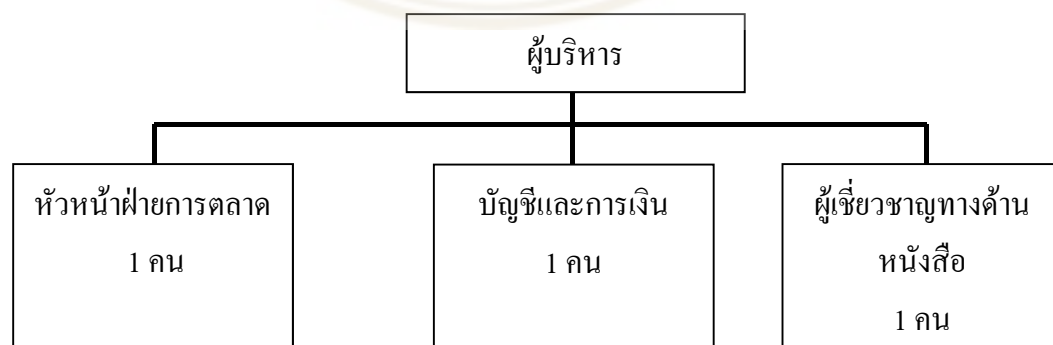 ผู้บริหาร
หัวหน้าฝ่ายการตลาด
1 คน
บัญชีและการเงิน
1 คน
ผู้เชี่ยวชาญทางด้าน
หนังสือ
1 คน